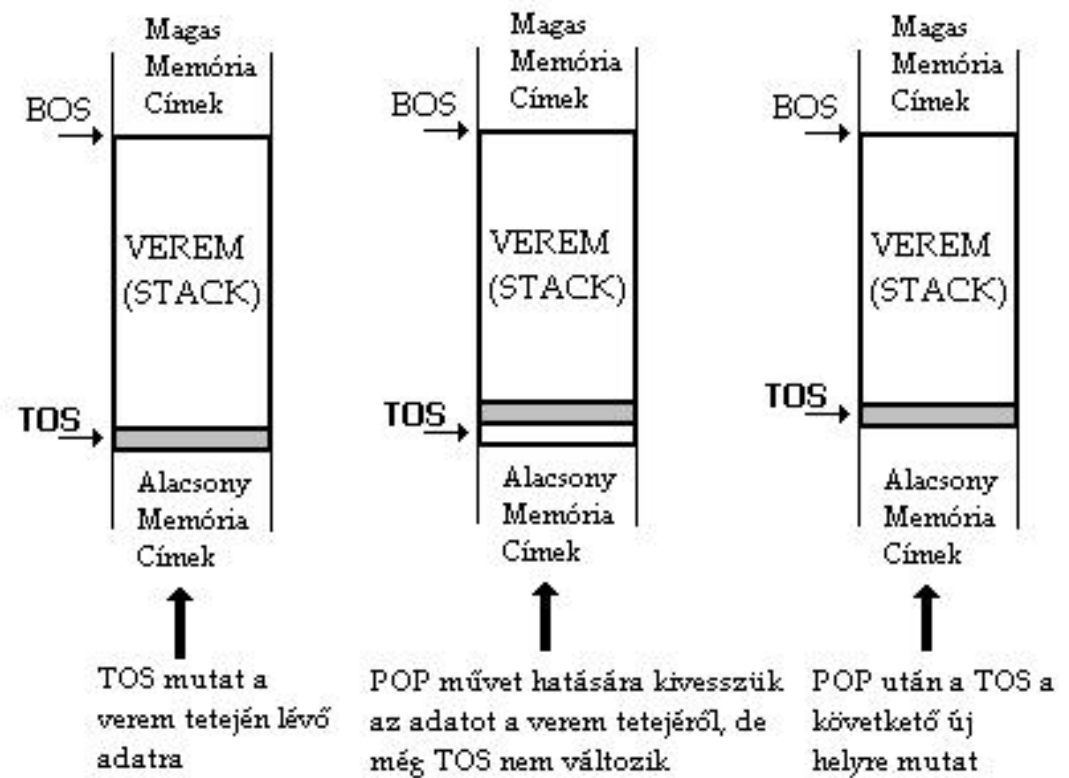 Magas
Memória
Címek
BOS
VEREM
(STACK)
TOS
Alacsony
Memória
Címek
TOS mutat a
verem tetején lévő
adatra
Magas
Memória
Címek
BOS
VEREM
(STACK)
TOS
Alacsony
Memória
Címek
POP művet hatására kivesszük
az adatot a verem tetejéről, de
még TOS nem változik
Magas
Memória
Címek
BOS
VEREM
(STACK)
TOS
Alacsony
Memória
Címek
POP után a TOS a
követkető új
helyre mutat